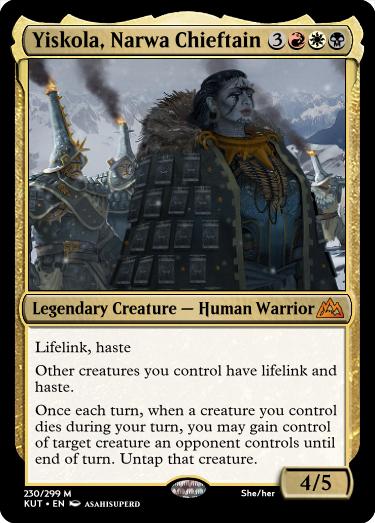 Yiskola, Narwa Chieftain 3
Legendary Creature — Human Warrior
Lifelink, haste
Other creatures you control have lifelink and
haste.
Once each turn, when a creature you control
dies during your turn, you may gain control
of target creature an opponent controls until
end of turn. Untap that creature.
4/5
230/299 M
She/her
KUT • EN ASAHISUPERD